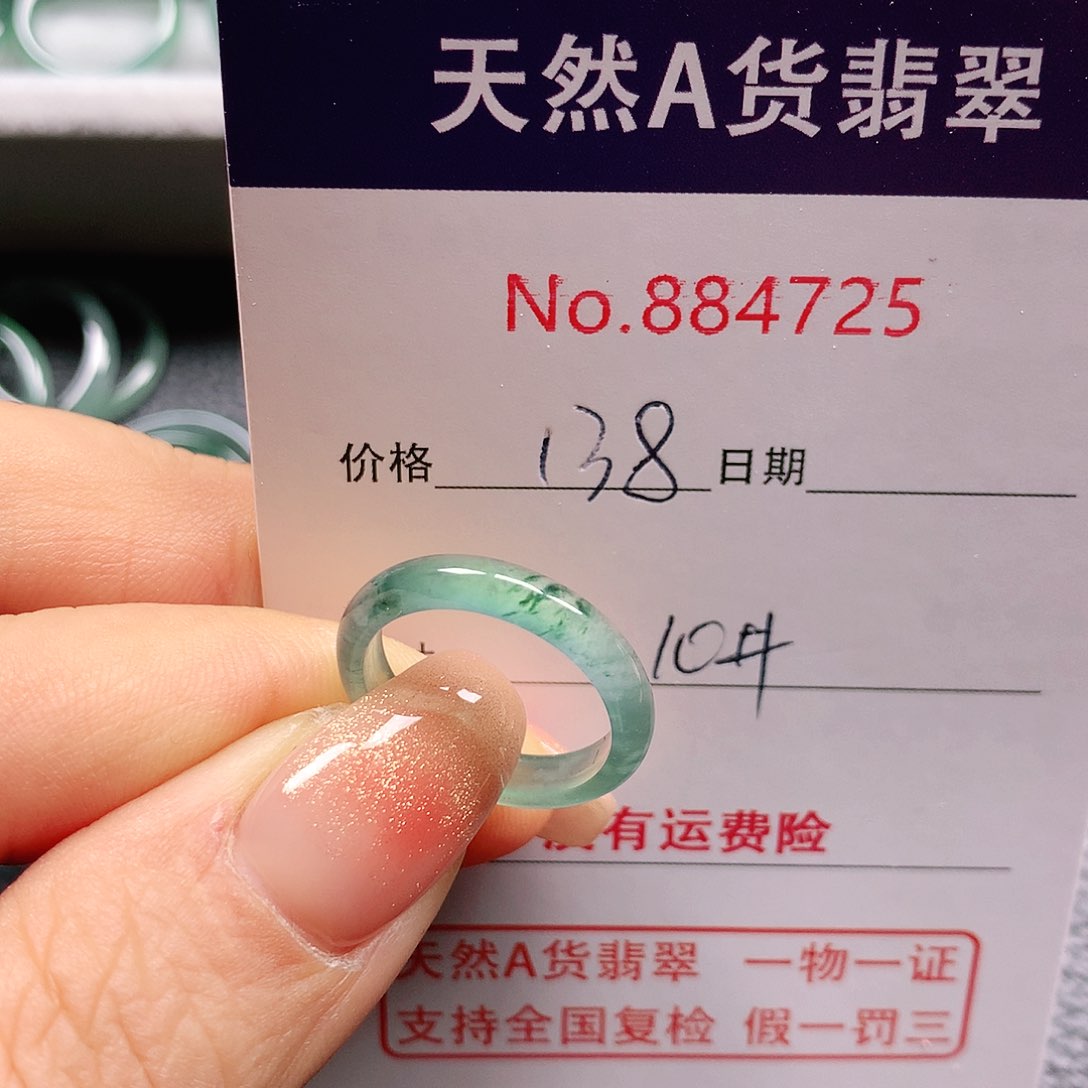 天然A货翡翠
No.884725
价格 138 日期
10#
有运费险
天然A货翡翠 一物一证
支持全国复检 假一罚三